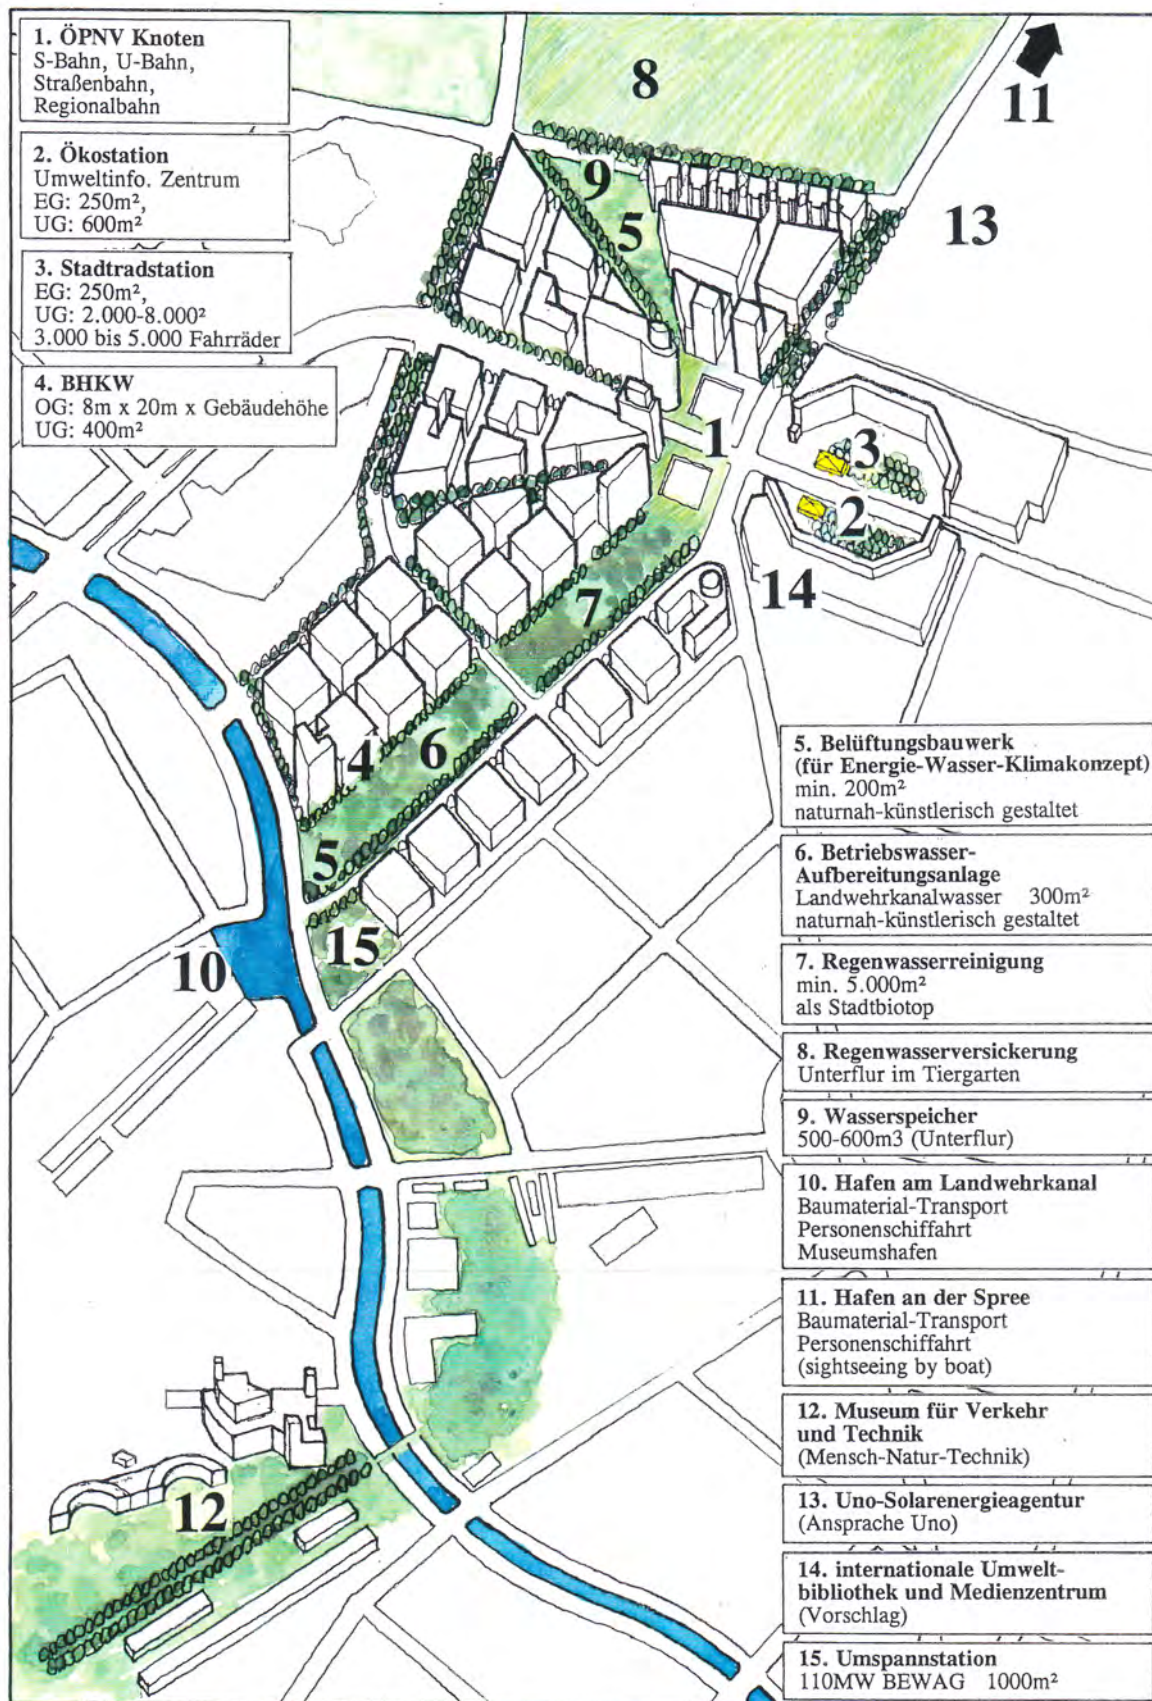 1. ÖPNV Knoten
S-Bahn, U-Bahn,
Straßenbahn,
Regionalbahn
2. Ökostation
Umweltinfo. Zentrum
EG: 250m²,
UG: 600m²
3. Stadtradstation
EG: 250m²,
UG: 2.000-8.000²
3.000 bis 5.000 Fahrräder
4. BHKW
OG: 8m x 20m x Gebäudehöhe
UG: 400m²
8
11
9
5
13
1
3
2
14
7
6
4
5
15
10
12
5. Belüftungsbauwerk
(für Energie-Wasser-Klimakonzept)
min. 200m²
naturnah-künstlerisch gestaltet
6. Betriebswasser-
Aufbereitungsanlage
Landwehrkanalwasser 300m²
naturnah-künstlerisch gestaltet
7. Regenwasserreinigung
min. 5.000m²
als Stadtbiotop
8. Regenwasserversickerung
Unterflur im Tiergarten
9. Wasserspeicher
500-600m3 (Unterflur)
10. Hafen am Landwehrkanal
Baumaterial-Transport
Personenschiffahrt
Museumshafen
11. Hafen an der Spree
Baumaterial-Transport
Personenschiffahrt
(sightseeing by boat)
12. Museum für Verkehr
und Technik
(Mensch-Natur-Technik)
13. Uno-Solarenergieagentur
(Ansprache Uno)
14. internationale Umwelt-
bibliothek und Medienzentrum
(Vorschlag)
15. Umspannstation
110MW BEWAG 1000m²